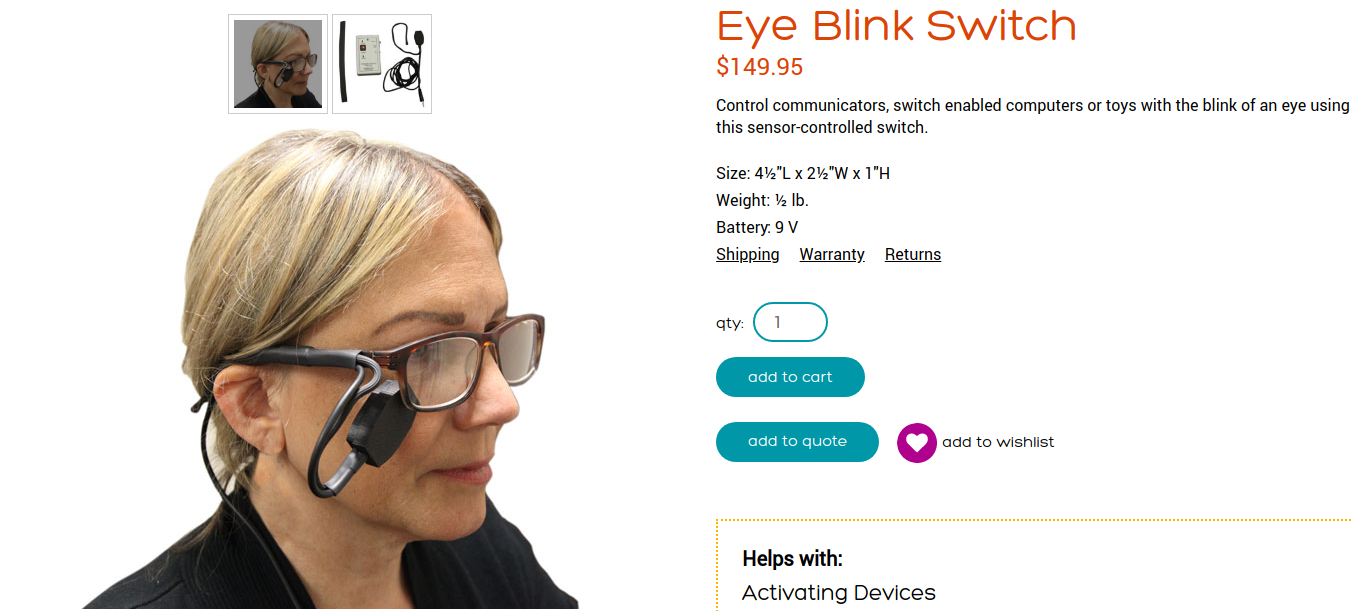 Eye Blink Switch
$149.95
Control communicators, switch enabled computers or toys with the blink of an eye using
this sensor-controlled switch.
Size: 4½"L x 2½"W x 1"H
Weight: ½ lb.
Battery: 9 V
Shipping Warranty Returns
qty: 1
add to cart
add to quote add to wishlist
Helps with:
Activating Devices